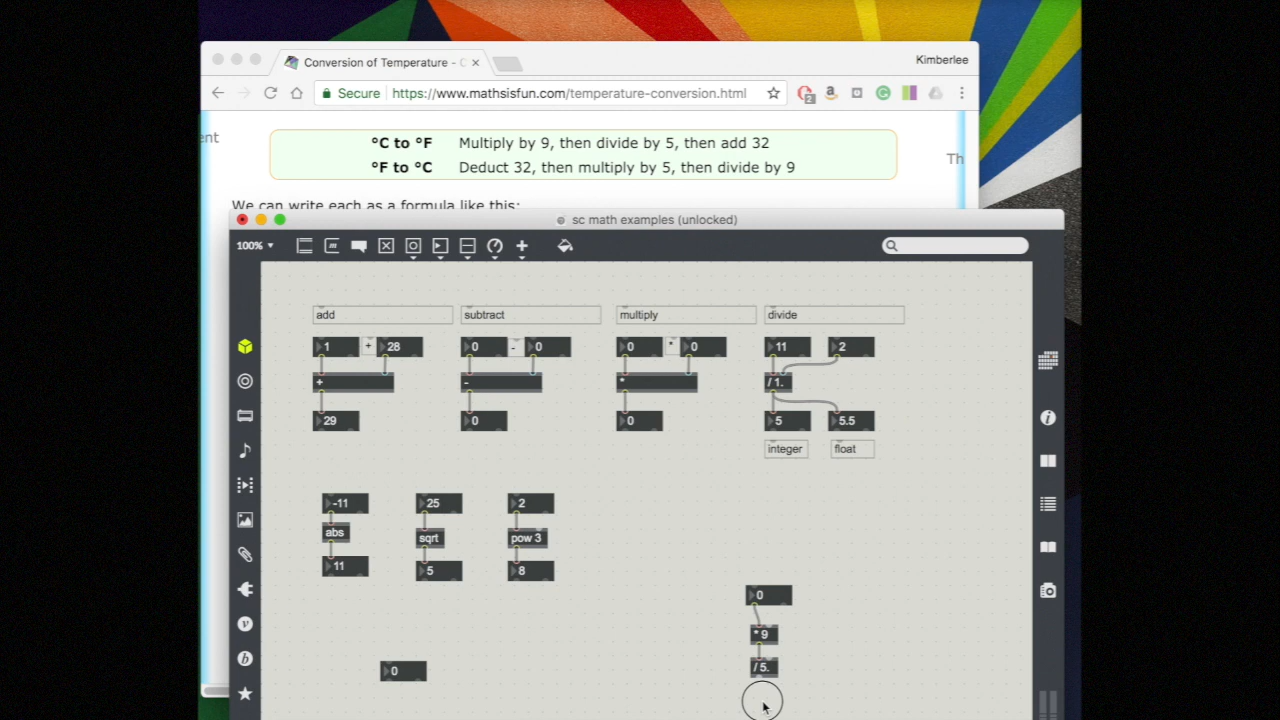 Conversion of Temperature - C
Kimberlee
Secure
https://www.mathsisfun.com/temperature-conversion.html
2
ent
°C to °F Multiply by 9, then divide by 5, then add 32
°F to °C Deduct 32, then multiply by 5, then divide by 9
Th
We can write each as a formula like this:
sc math examples (unlocked)
100%
add subtract multiply divide
1 + 28 0 - 0 0 * 0 11 2
+ - * / 1.
29 0 0 5 5.5
integer float
-11 25 2
abs sqrt pow 3
11 5 8
0
* 9
/ 5.
0